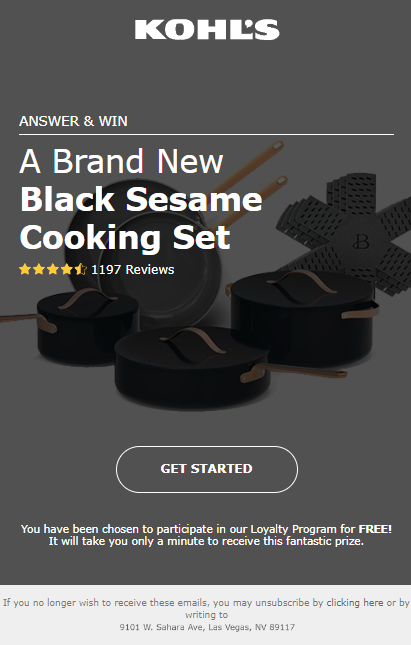 KOHL'S
ANSWER & WIN
A Brand New
Black Sesame
Cooking Set
1197 Reviews
B
GET STARTED
You have been chosen to participate in our Loyalty Program for FREE!
It will take you only a minute to receive this fantastic prize.
If you no longer wish to receive these emails, you may unsubscribe by clicking here or by
writing to
9101 W. Sahara Ave, Las Vegas, NV 89117